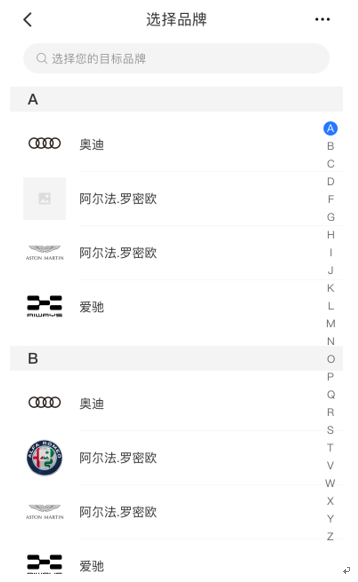 选择品牌
选择您的目标品牌
A
奥迪
阿尔法.罗密欧
ASTON MARTIN
阿尔法.罗密欧
AIWAYS
爱驰
B
奥迪
ALFA ROMEO
阿尔法.罗密欧
ASTON MARTIN
阿尔法.罗密欧
爱驰
A
B
C
D
F
G
H
I
J
K
L
M
N
O
P
Q
R
S
T
V
W
X
Y
Z